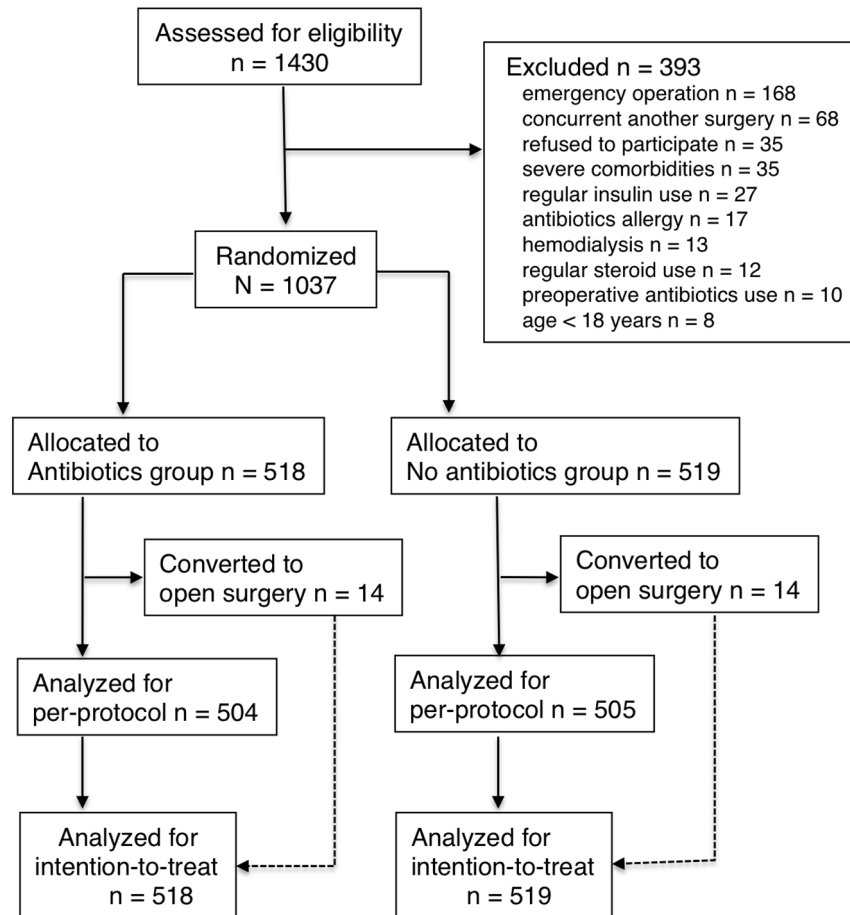 Assessed for eligibility
n = 1430
Excluded n = 393
emergency operation n = 168
concurrent another surgery n = 68
refused to participate n = 35
severe comorbidities n = 35
regular insulin use n = 27
antibiotics allergy n = 17
hemodialysis n = 13
regular steroid use n = 12
preoperative antibiotics use n = 10
age < 18 years n = 8
Randomized
N = 1037
Allocated to
Antibiotics group n = 518
Allocated to
No antibiotics group n = 519
Converted to
open surgery n = 14
Converted to
open surgery n = 14
Analyzed for
per-protocol n = 504
Analyzed for
per-protocol n = 505
Analyzed for
intention-to-treat
n = 518
Analyzed for
intention-to-treat
n = 519